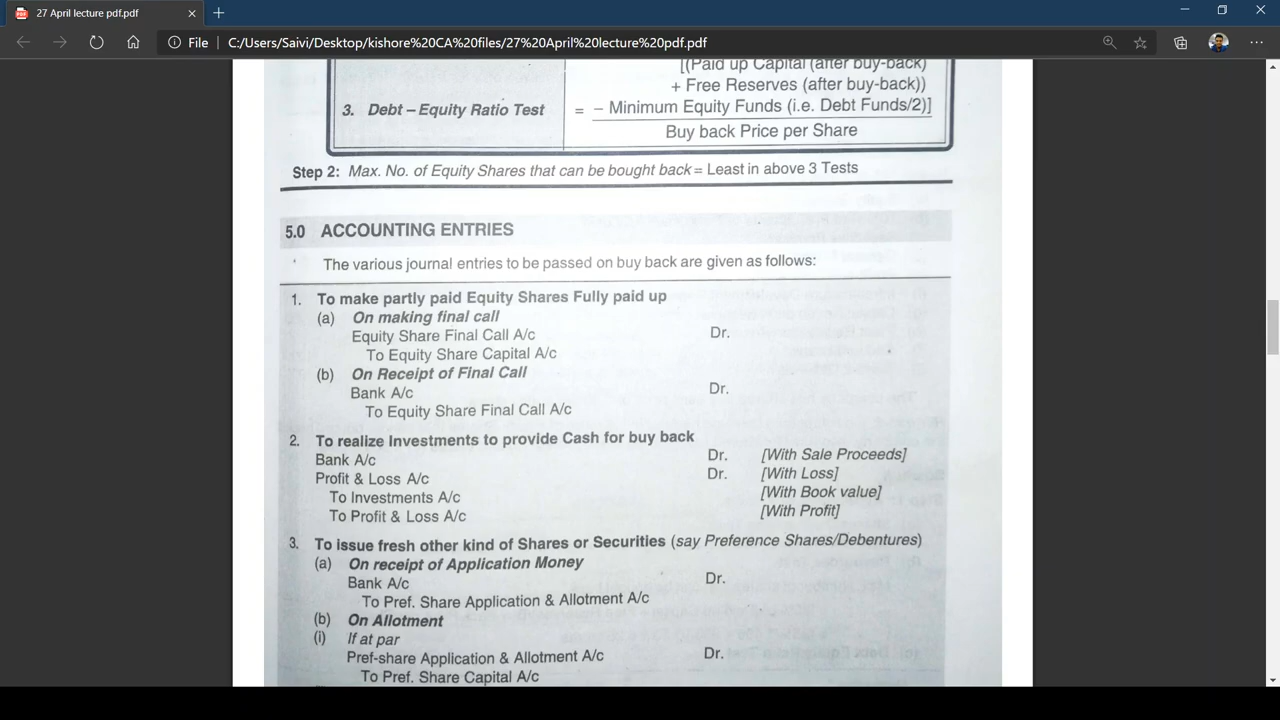 27 April lecture pdf.pdf
File C:/Users/Saivi/Desktop/kishore%20CA%20files/27%20April%20lecture%20pdf.pdf
[(Paid up Capital (after buy-back)
+ Free Reserves (after buy-back))
3. Debt – Equity Ratio Test = – Minimum Equity Funds (i.e. Debt Funds/2)]
Buy back Price per Share
Step 2: Max. No. of Equity Shares that can be bought back = Least in above 3 Tests
5.0 ACCOUNTING ENTRIES
The various journal entries to be passed on buy back are given as follows:
1. To make partly paid Equity Shares Fully paid up
(a) On making final call
Equity Share Final Call A/c Dr.
To Equity Share Capital A/c
(b) On Receipt of Final Call
Bank A/c Dr.
To Equity Share Final Call A/c
2. To realize Investments to provide Cash for buy back
Bank A/c Dr. [With Sale Proceeds]
Profit & Loss A/c Dr. [With Loss]
To Investments A/c [With Book value]
To Profit & Loss A/c [With Profit]
3. To issue fresh other kind of Shares or Securities (say Preference Shares/Debentures)
(a) On receipt of Application Money
Bank A/c Dr.
To Pref. Share Application & Allotment A/c
(b) On Allotment
(i) If at par
Pref-share Application & Allotment A/c Dr.
To Pref. Share Capital A/c